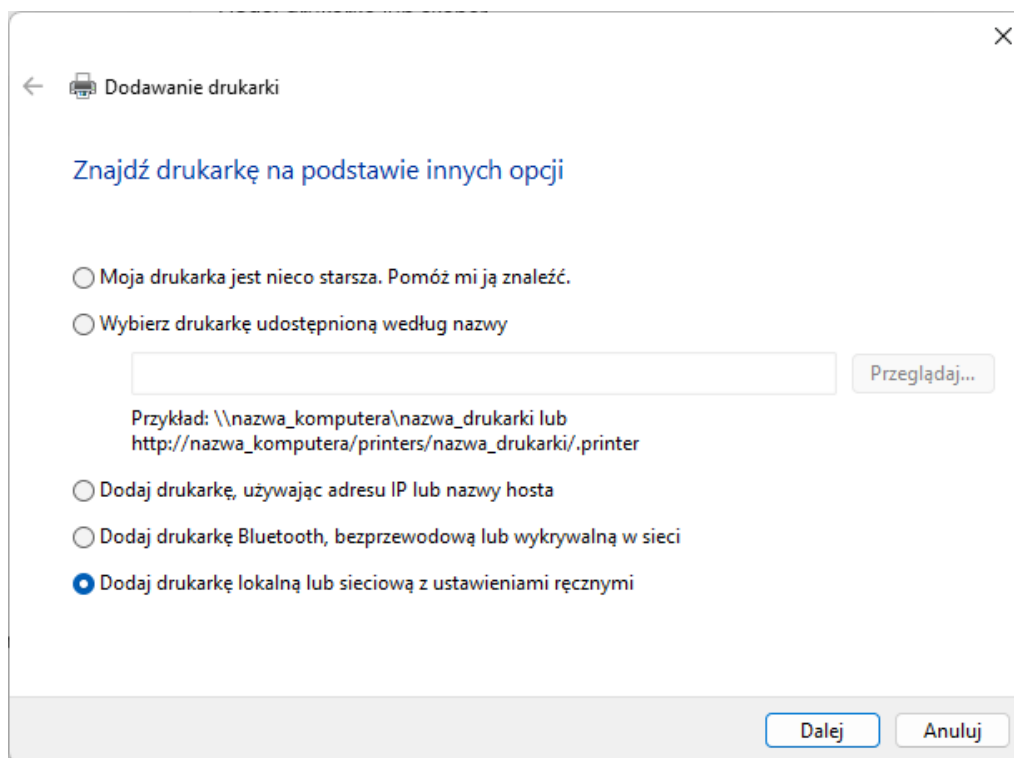 Dodawanie drukarki
Znajdź drukarkę na podstawie innych opcji
Moja drukarka jest nieco starsza. Pomóż mi ją znaleźć.
Wybierz drukarkę udostępnioną według nazwy
Przeglądaj...
Przykład: \\nazwa_komputera\nazwa_drukarki lub
http://nazwa_komputera/printers/nazwa_drukarki/.printer
Dodaj drukarkę, używając adresu IP lub nazwy hosta
Dodaj drukarkę Bluetooth, bezprzewodową lub wykrywalną w sieci
Dodaj drukarkę lokalną lub sieciową z ustawieniami ręcznymi
Dalej
Anuluj